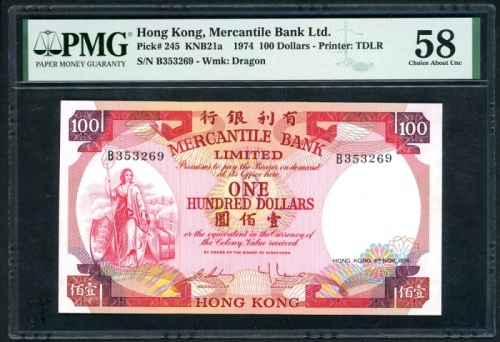 PMG
PAPER MONEY GUARANTY
Hong Kong, Mercantile Bank Ltd.
Pick# 245 KNB21a 1974 100 Dollars - Printer: TDLR
S/N B353269 - Wmk: Dragon
58
Choice About Unc
行銀利有
100
100
MERCANTILE BANK
LIMITED
B353269
B353269
Promises to pay the Bearer on demand
at its Office here
ONE
HUNDRED DOLLARS
圓佰壹
or the equivalent in the Currency of
the Colony, Value received
BY ORDER OF THE BOARD OF DIRECTORS
HONG KONG, 4TH NOV. 1974
佰壹
HONG KONG
佰壹